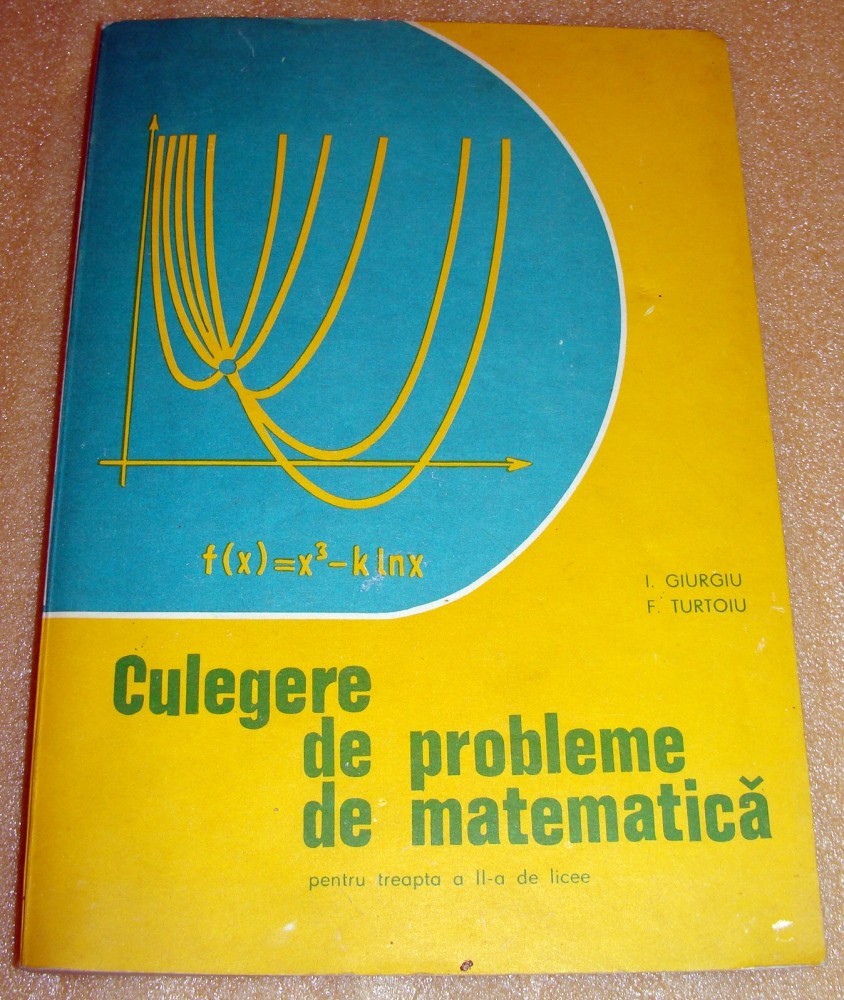 f(x)=x³-k lnx
I. GIURGIU
F. TURTOIU
Culegere
de probleme
de matematică
pentru treapta a II-a de licee